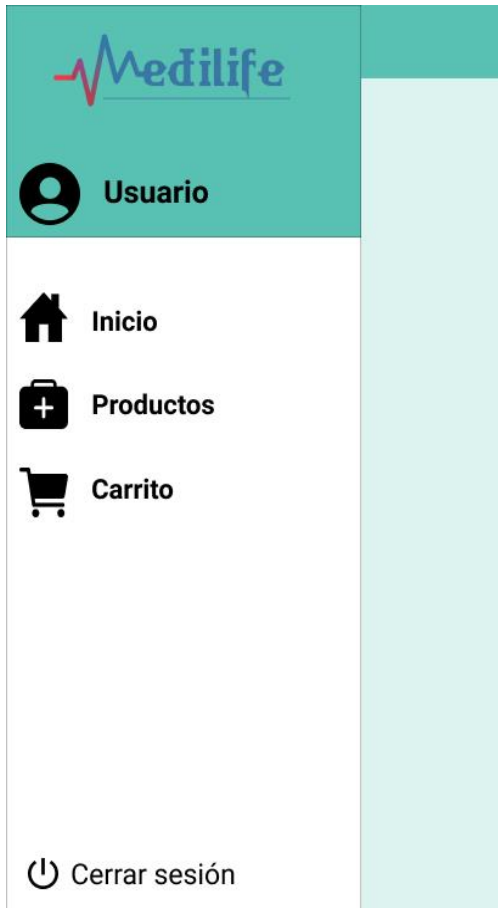 Medilife
Usuario
Inicio
Productos
Carrito
Cerrar sesión